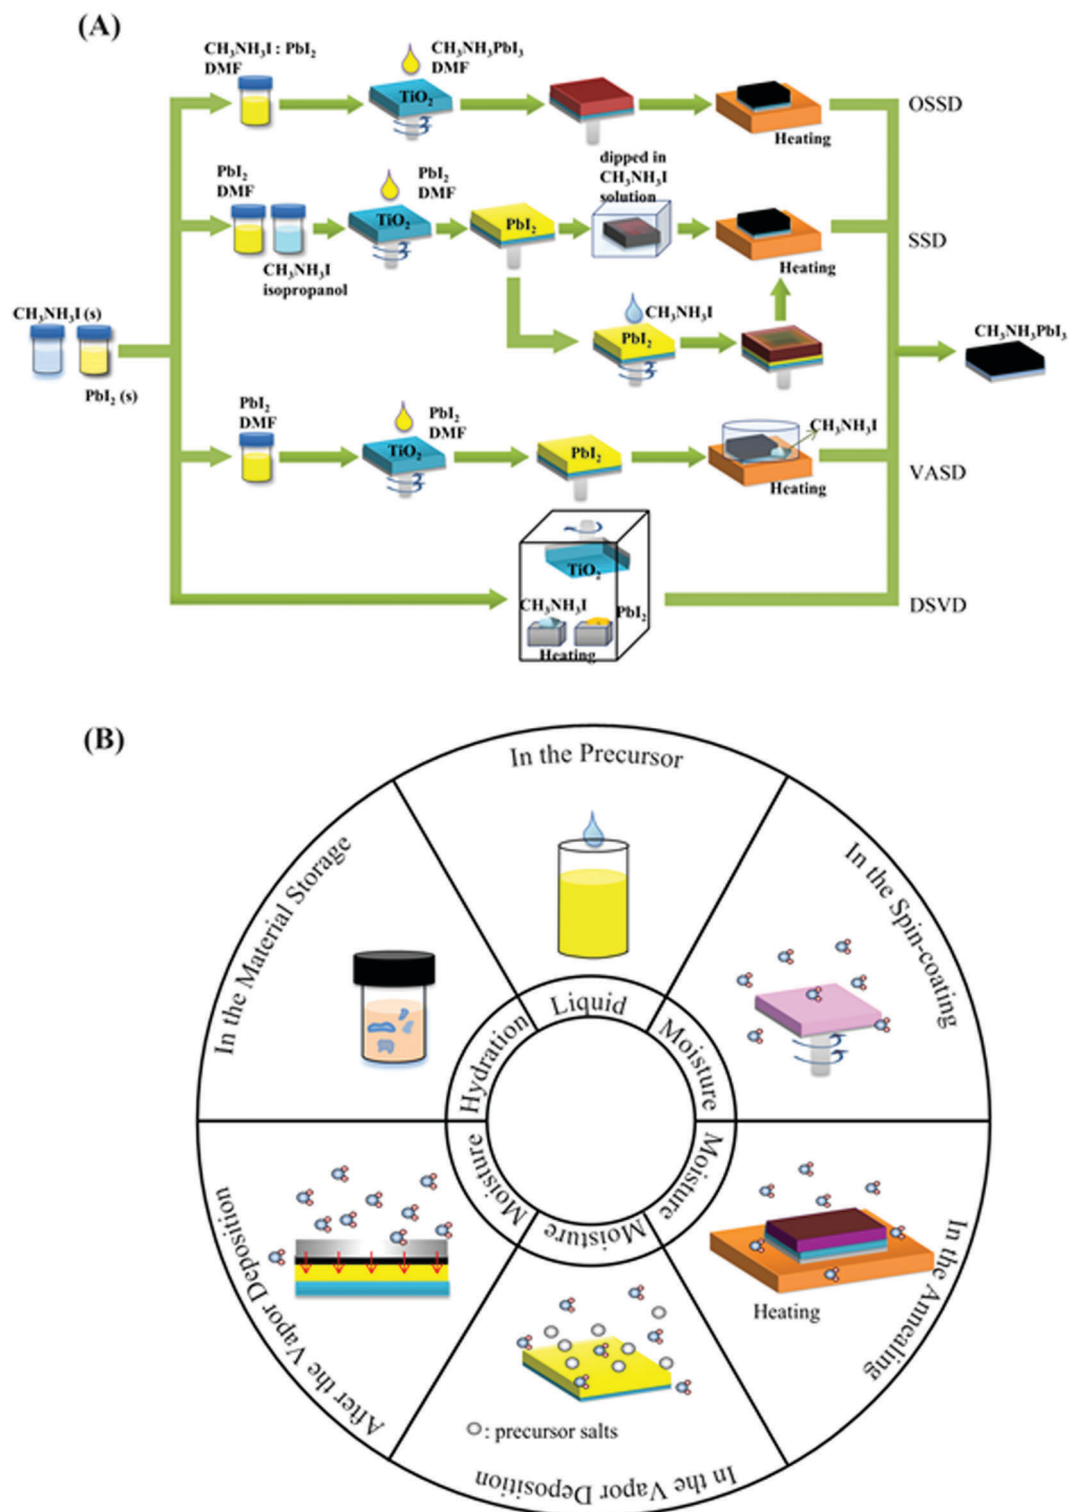 (A)
CH₃NH₃I : PbI₂
DMF
CH₃NH₃PbI₃
DMF
TiO₂
Heating
OSSD
PbI₂
DMF
CH₃NH₃I
isopropanol
PbI₂
DMF
TiO₂
PbI₂
dipped in
CH₃NH₃I
solution
Heating
SSD
CH₃NH₃I
PbI₂
CH₃NH₃I (s)
PbI₂ (s)
CH₃NH₃PbI₃
PbI₂
DMF
PbI₂
DMF
TiO₂
PbI₂
CH₃NH₃I
Heating
VASD
TiO₂
CH₃NH₃I
PbI₂
Heating
DSVD
(B)
In the Precursor
In the Spin-coating
In the Annealing
In the Vapor Deposition
After the Vapor Deposition
In the Material Storage
Liquid
Moisture
Moisture
Moisture
Moisture
Hydration
Heating
: precursor salts